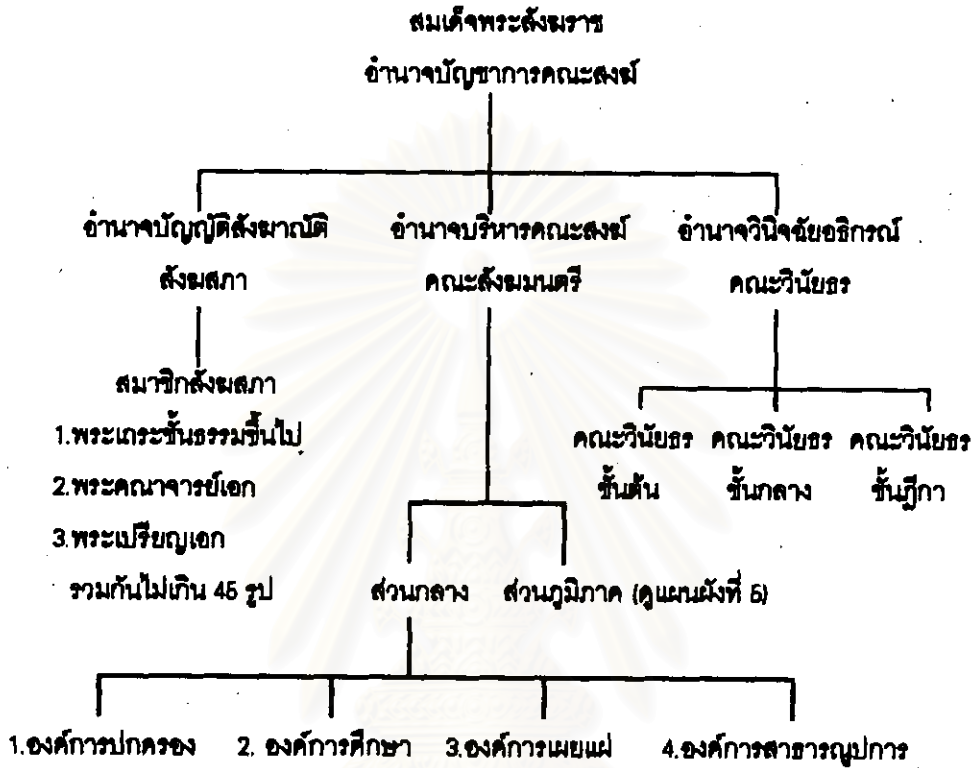 สมเด็จพระสังฆราช
อำนาจบัญชาการคณะสงฆ์
อำนาจบัญญัติสังฆาณัติ
สังฆสภา
อำนาจบริหารคณะสงฆ์
คณะสังฆมนตรี
อำนาจวินิจฉัยอธิกรณ์
คณะวินัยธร
สมาชิกสังฆสภา
1.พระเถระชั้นธรรมขึ้นไป
2.พระคณาจารย์เอก
3.พระเปรียญเอก
รวมกันไม่เกิน 45 รูป
คณะวินัยธร
ชั้นต้น
คณะวินัยธร
ชั้นกลาง
คณะวินัยธร
ชั้นฎีกา
ส่วนกลาง
ส่วนภูมิภาค (ดูแผนผังที่ 5)
1.องค์การปกครอง
2. องค์การศึกษา
3.องค์การเผยแผ่
4.องค์การสาธารณูปการ